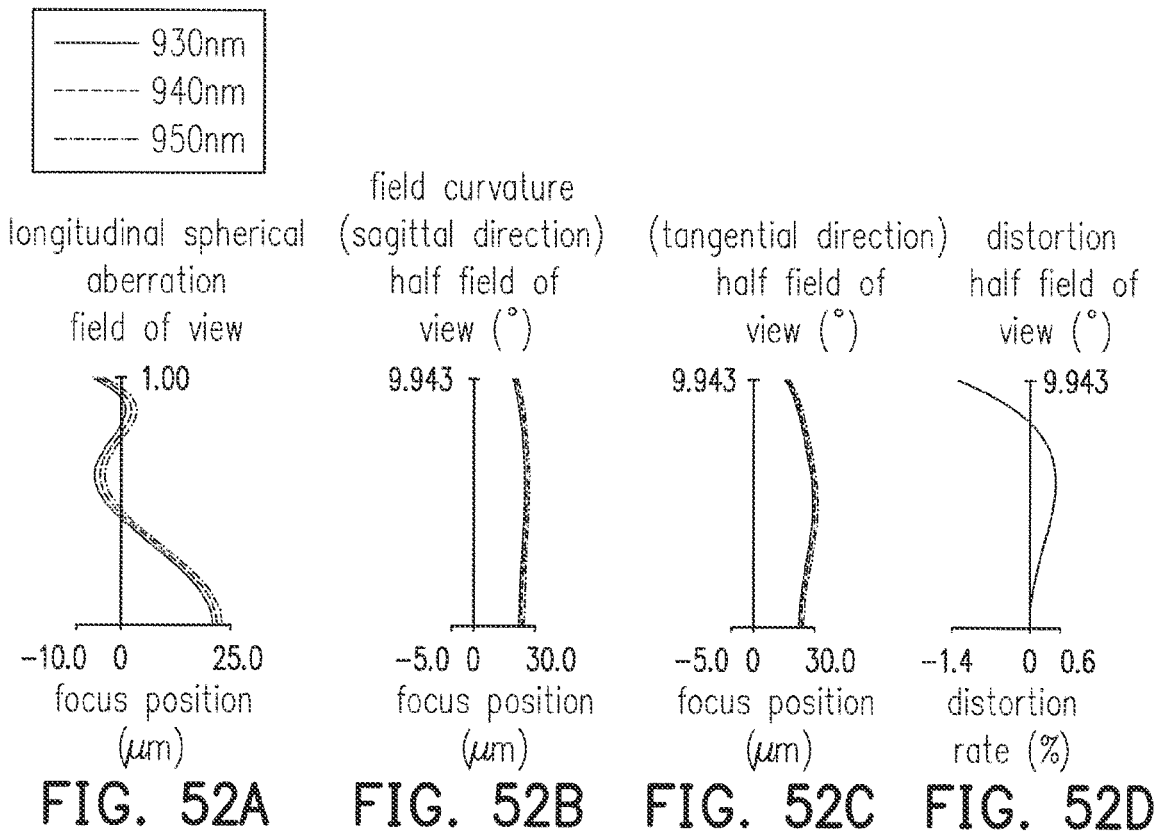 930nm
940nm
950nm
longitudinal spherical
aberration
field of view
1.00
-10.0 0 25.0
focus position
(μm)
FIG. 52A
field curvature
(sagittal direction)
half field of
view (°)
9.943
-5.0 0 30.0
focus position
(μm)
FIG. 52B
(tangential direction)
half field of
view (°)
9.943
-5.0 0 30.0
focus position
(μm)
FIG. 52C
distortion
half field of
view (°)
9.943
-1.4 0 0.6
distortion
rate (%)
FIG. 52D